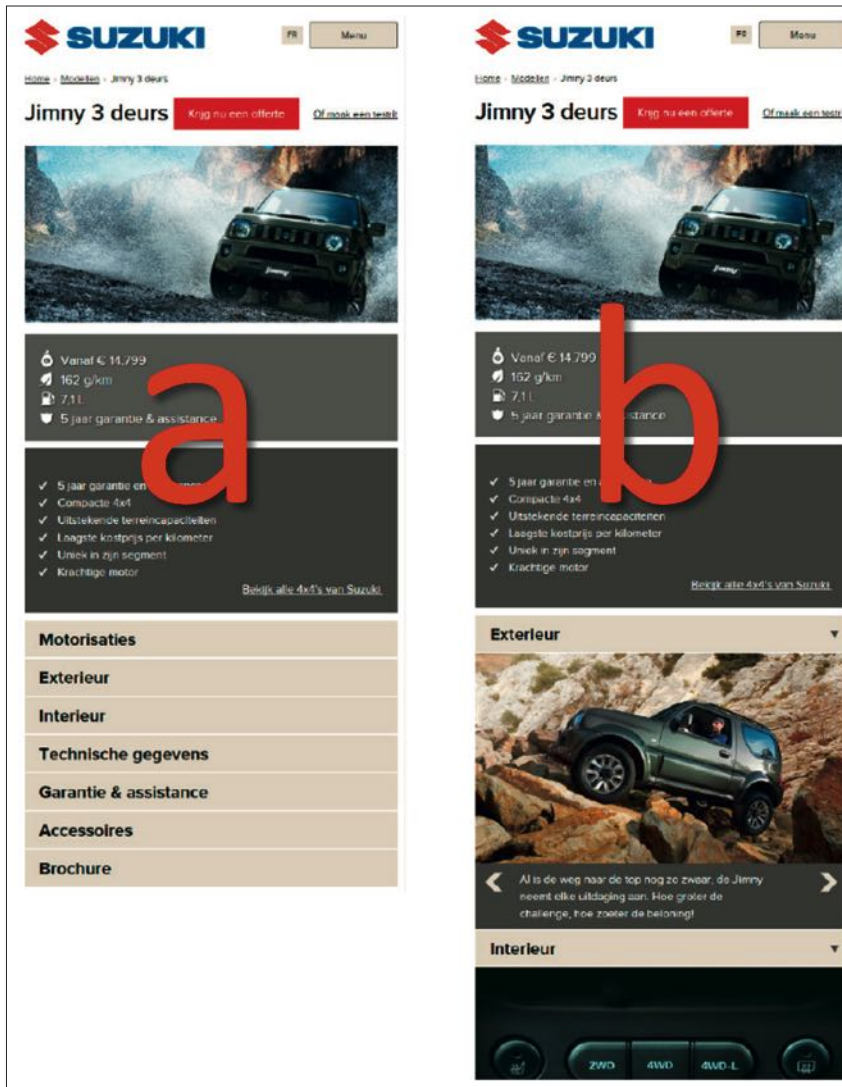 SUZUKI
FR
Menu
Home › Modellen › Jimny 3 deurs
Jimny 3 deurs
Krijg nu een offerte
Of maak een testrit
Jimny
Vanaf € 14.799
162 g/km
7,1 L
5 jaar garantie & assistance
a
5 jaar garantie en
Compacte 4x4
Uitstekende terreincapaciteiten
Laagste kostprijs per kilometer
Uniek in zijn segment
Krachtige motor
Bekijk alle 4x4's van Suzuki
Motorisaties
Exterieur
Interieur
Technische gegevens
Garantie & assistance
Accessoires
Brochure
SUZUKI
FR
Menu
Home › Modellen › Jimny 3 deurs
Jimny 3 deurs
Krijg nu een offerte
Of maak een testri
Jimny
Vanaf € 14.799
162 g/km
7,1 L
5 jaar garantie &
b
5 jaar garantie en
Compacte 4x4
Uitstekende terreincapaciteiten
Laagste kostprijs per kilometer
Uniek in zijn segment
Krachtige motor
Bekijk alle 4x4's van Suzuki
Exterieur
Al is de weg naar de top nog zo zwaar, de Jimny
neemt elke uitdaging aan. Hoe groter de
challenge, hoe zoeter de beloning!
Interieur
2WD
4WD
4WD-L